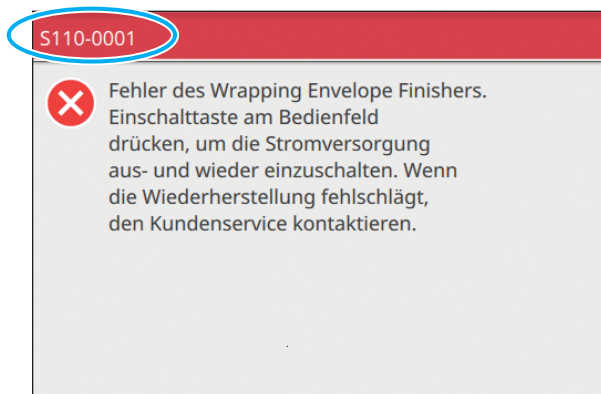 S110-0001
Fehler des Wrapping Envelope Finishers.
Einschalttaste am Bedienfeld
drücken, um die Stromversorgung
aus- und wieder einzuschalten. Wenn
die Wiederherstellung fehlschlägt,
den Kundenservice kontaktieren.